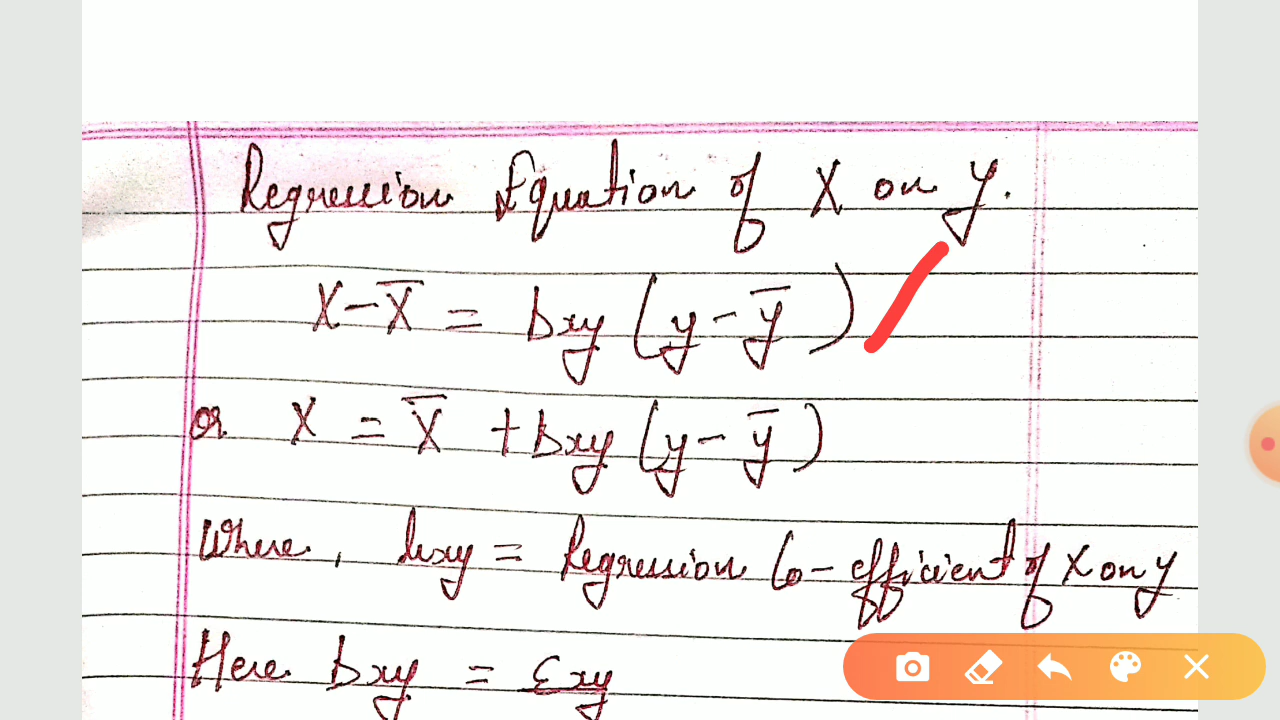 Regression Equation of X on y.
X - X̅ = bxy (y - y̅)
or X = X̅ + bxy (y - y̅)
Where, bxy = Regression Co-efficient of X on y
Here bxy = Σxy